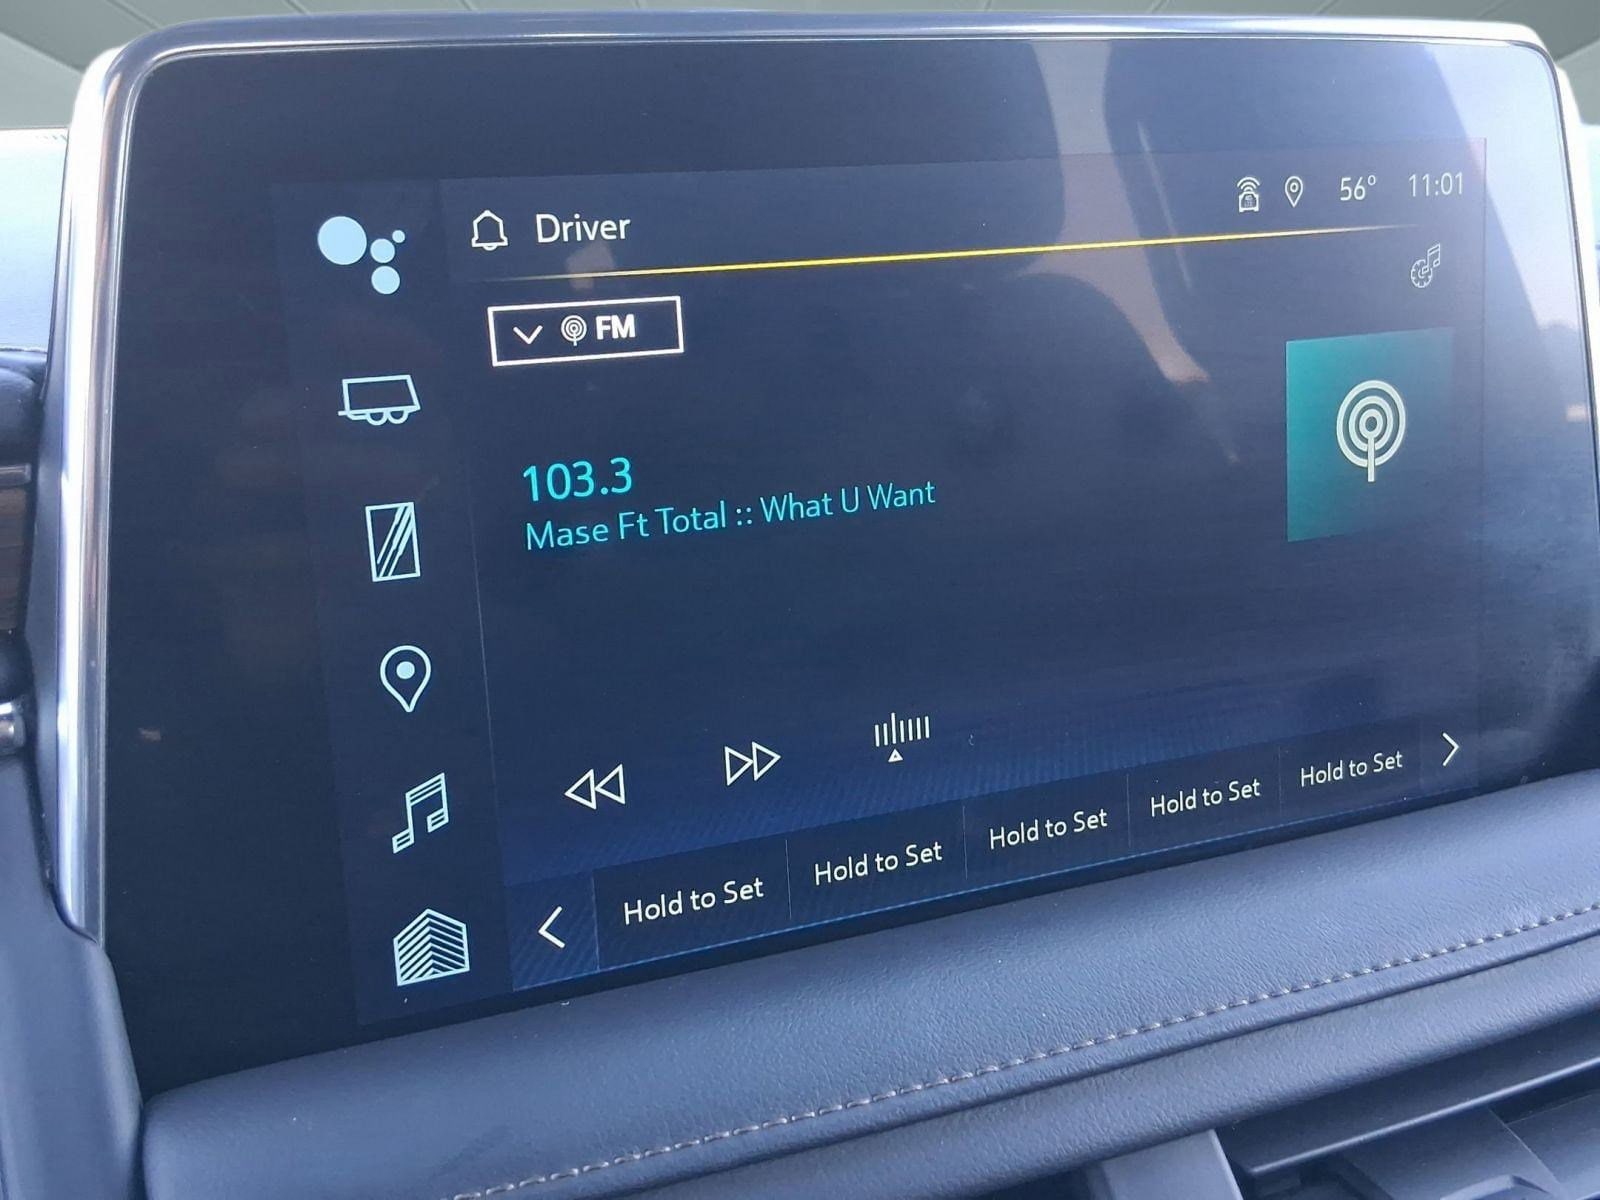 Driver
56° 11:01
FM
103.3
Mase Ft Total :: What U Want
Hold to Set
Hold to Set
Hold to Set
Hold to Set
Hold to Set